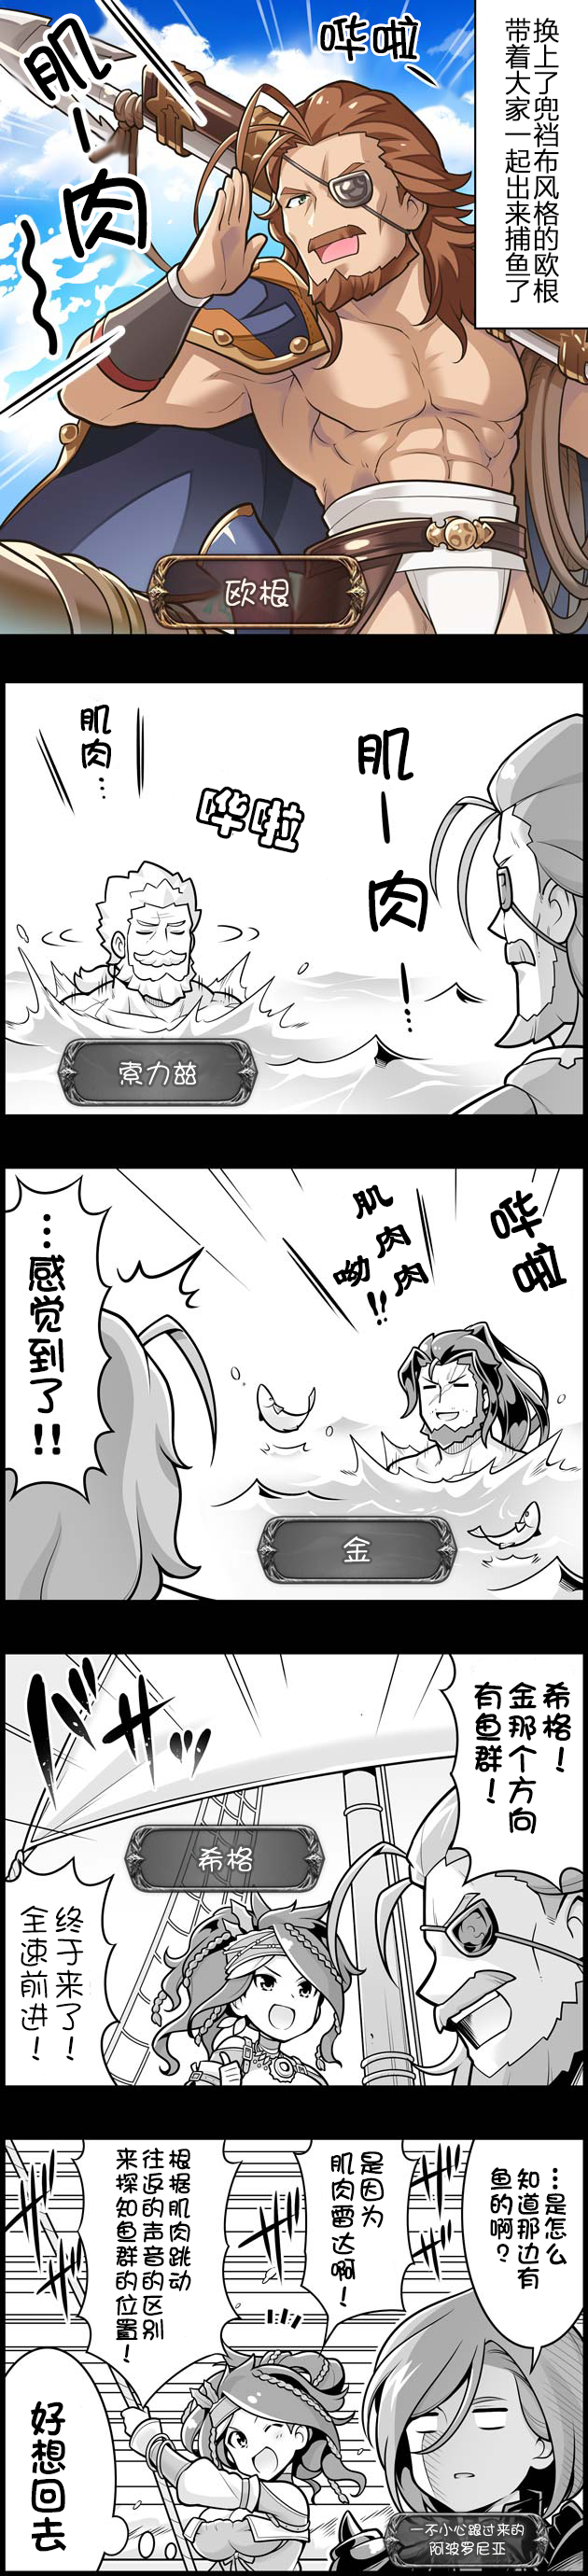 换上了兜裆布风格的欧根
带着大家一起出来捕鱼了
哗啦
肌ー肉
欧根
肌ー肉…
哗啦
肌肉…
索力兹
哗啦
肌肉肉
呦!!
…感觉到了!!
金
希格！
金那个方向
有鱼群！
希格
终于来了！
全速前进！
…是怎么
知道那边有
鱼的啊？
是因为
肌肉雷达啊！
根据肌肉跳动
往返的声音的区别
来探知鱼群的位置！
好想回去
一不小心跟过来的
阿波罗尼亚